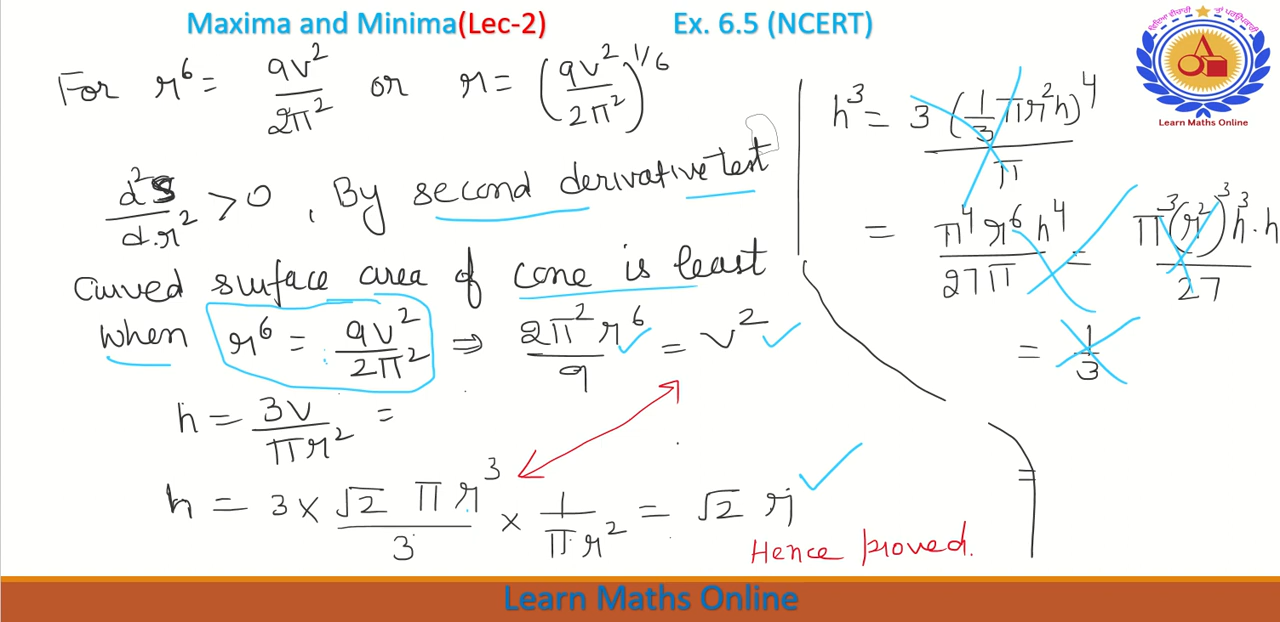 Maxima and Minima(Lec-2) Ex. 6.5 (NCERT)
Learn Maths Online
For r⁶ = 9v²/2π² or r = (9v²/2π²)^1/6
d²S/dr² > 0, By second derivative test
curved surface area of cone is least
when r⁶ = 9v²/2π² ⇒ 2π²r⁶/9 = v²
h = 3v/πr² =
h = 3 × √2 πr³/3 × 1/πr² = √2 r
Hence proved.
h³ = 3(1/3 πr²h)⁴/π
= π⁴r⁶h⁴/27π = π³(r²)³h³·h/27
= 1/3
=
Learn Maths Online